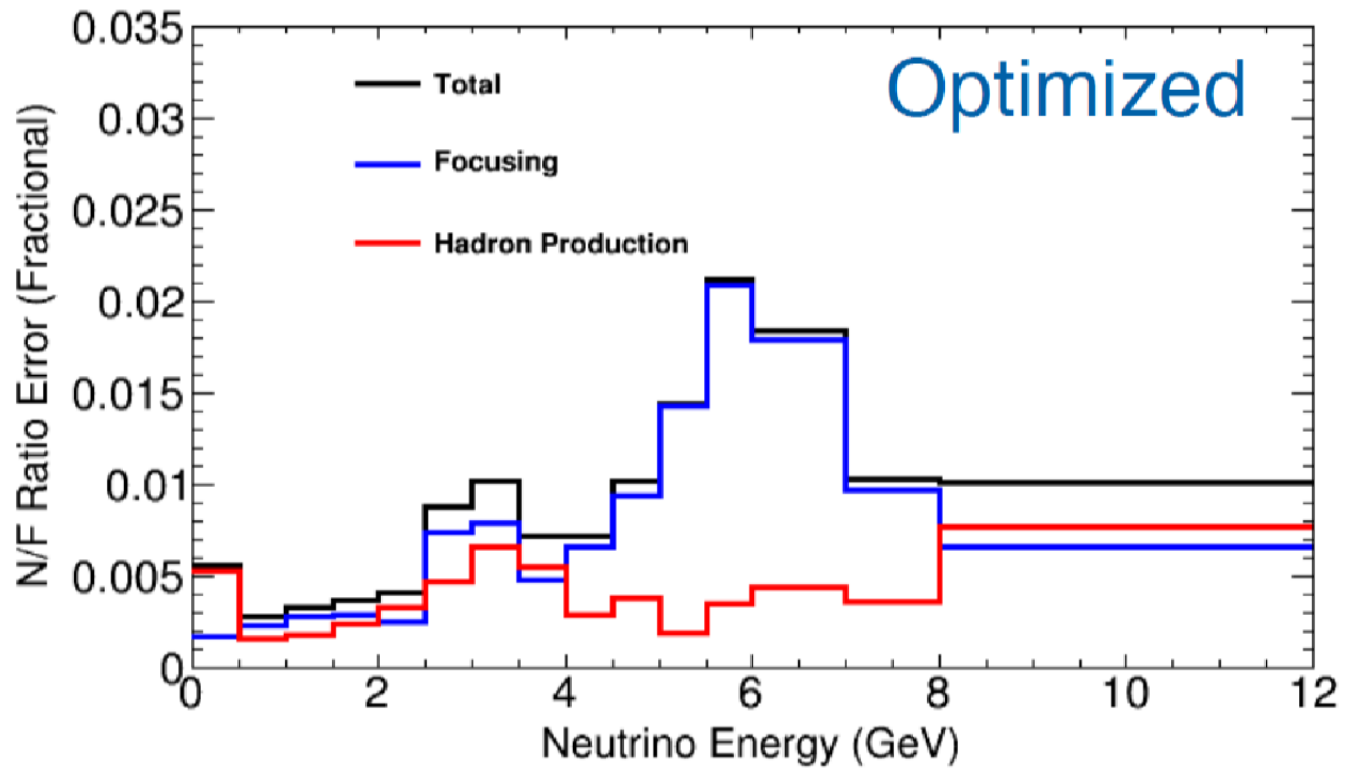 0.035
0.03
0.025
0.02
0.015
0.01
0.005
0
N/F Ratio Error (Fractional)
Total
Focusing
Hadron Production
Optimized
0 2 4 6 8 10 12
Neutrino Energy (GeV)